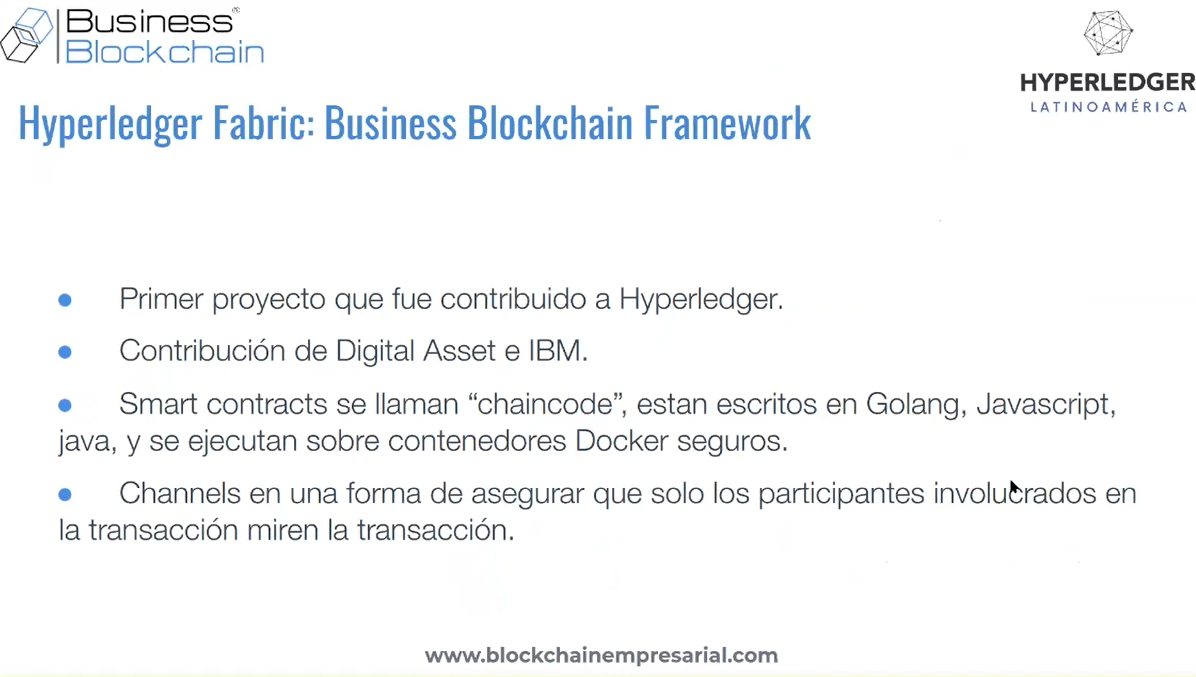 Business®
Blockchain
HYPERLEDGER
LATINOAMÉRICA
Hyperledger Fabric: Business Blockchain Framework
● Primer proyecto que fue contribuido a Hyperledger.
● Contribución de Digital Asset e IBM.
● Smart contracts se llaman “chaincode”, estan escritos en Golang, Javascript,
java, y se ejecutan sobre contenedores Docker seguros.
● Channels en una forma de asegurar que solo los participantes involucrados en
la transacción miren la transacción.
www.blockchainempresarial.com